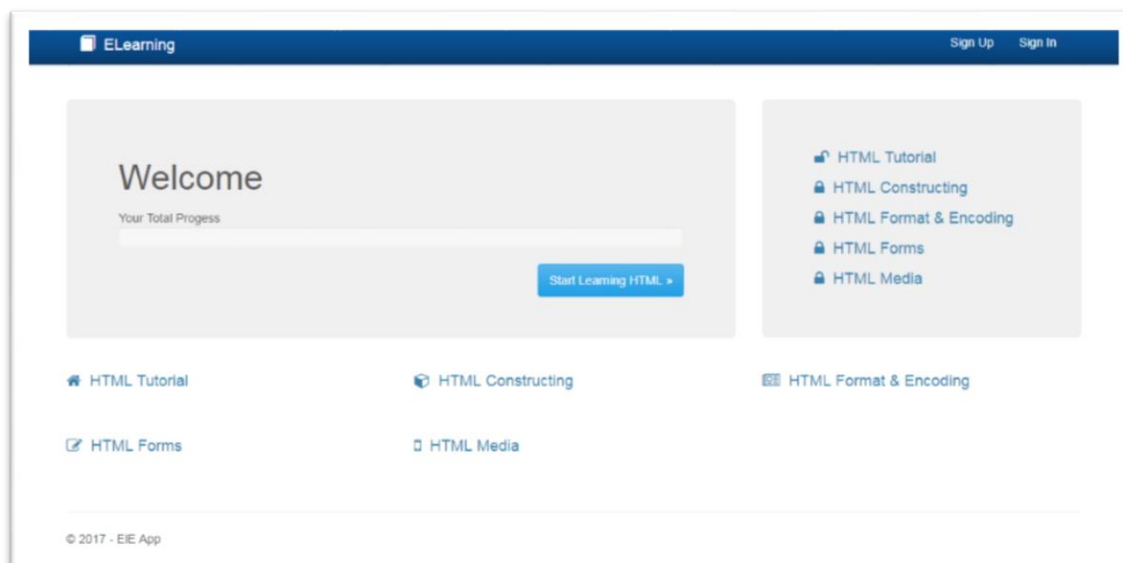 ELearning
Sign Up Sign In
Welcome
Your Total Progess
Start Learning HTML »
HTML Tutorial
HTML Constructing
HTML Format & Encoding
HTML Forms
HTML Media
HTML Tutorial
HTML Constructing
HTML Format & Encoding
HTML Forms
HTML Media
© 2017 - EIE App